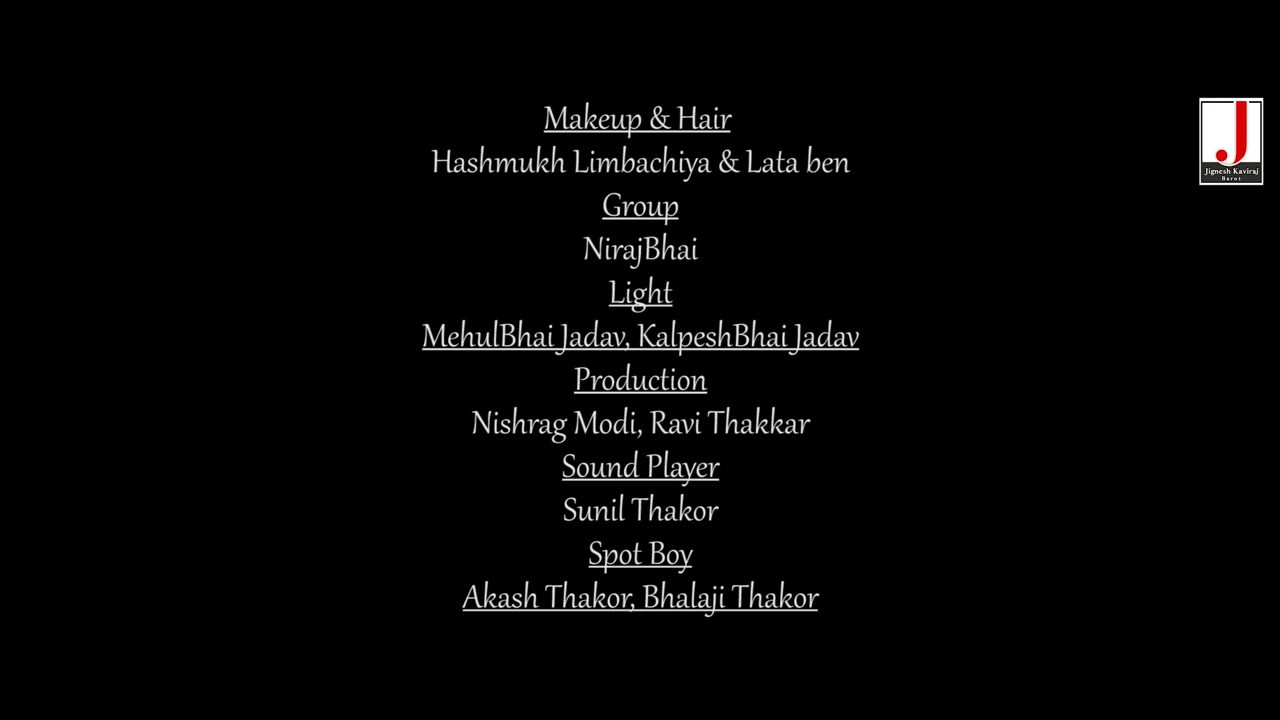 Makeup & Hair
Hashmukh Limbachiya & Lata ben
Group
NirajBhai
Light
MehulBhai Jadav, KalpeshBhai Jadav
Production
Nishrag Modi, Ravi Thakkar
Sound Player
Sunil Thakor
Spot Boy
Akash Thakor, Bhalaji Thakor
J
Jignesh Kaviraj
Barot